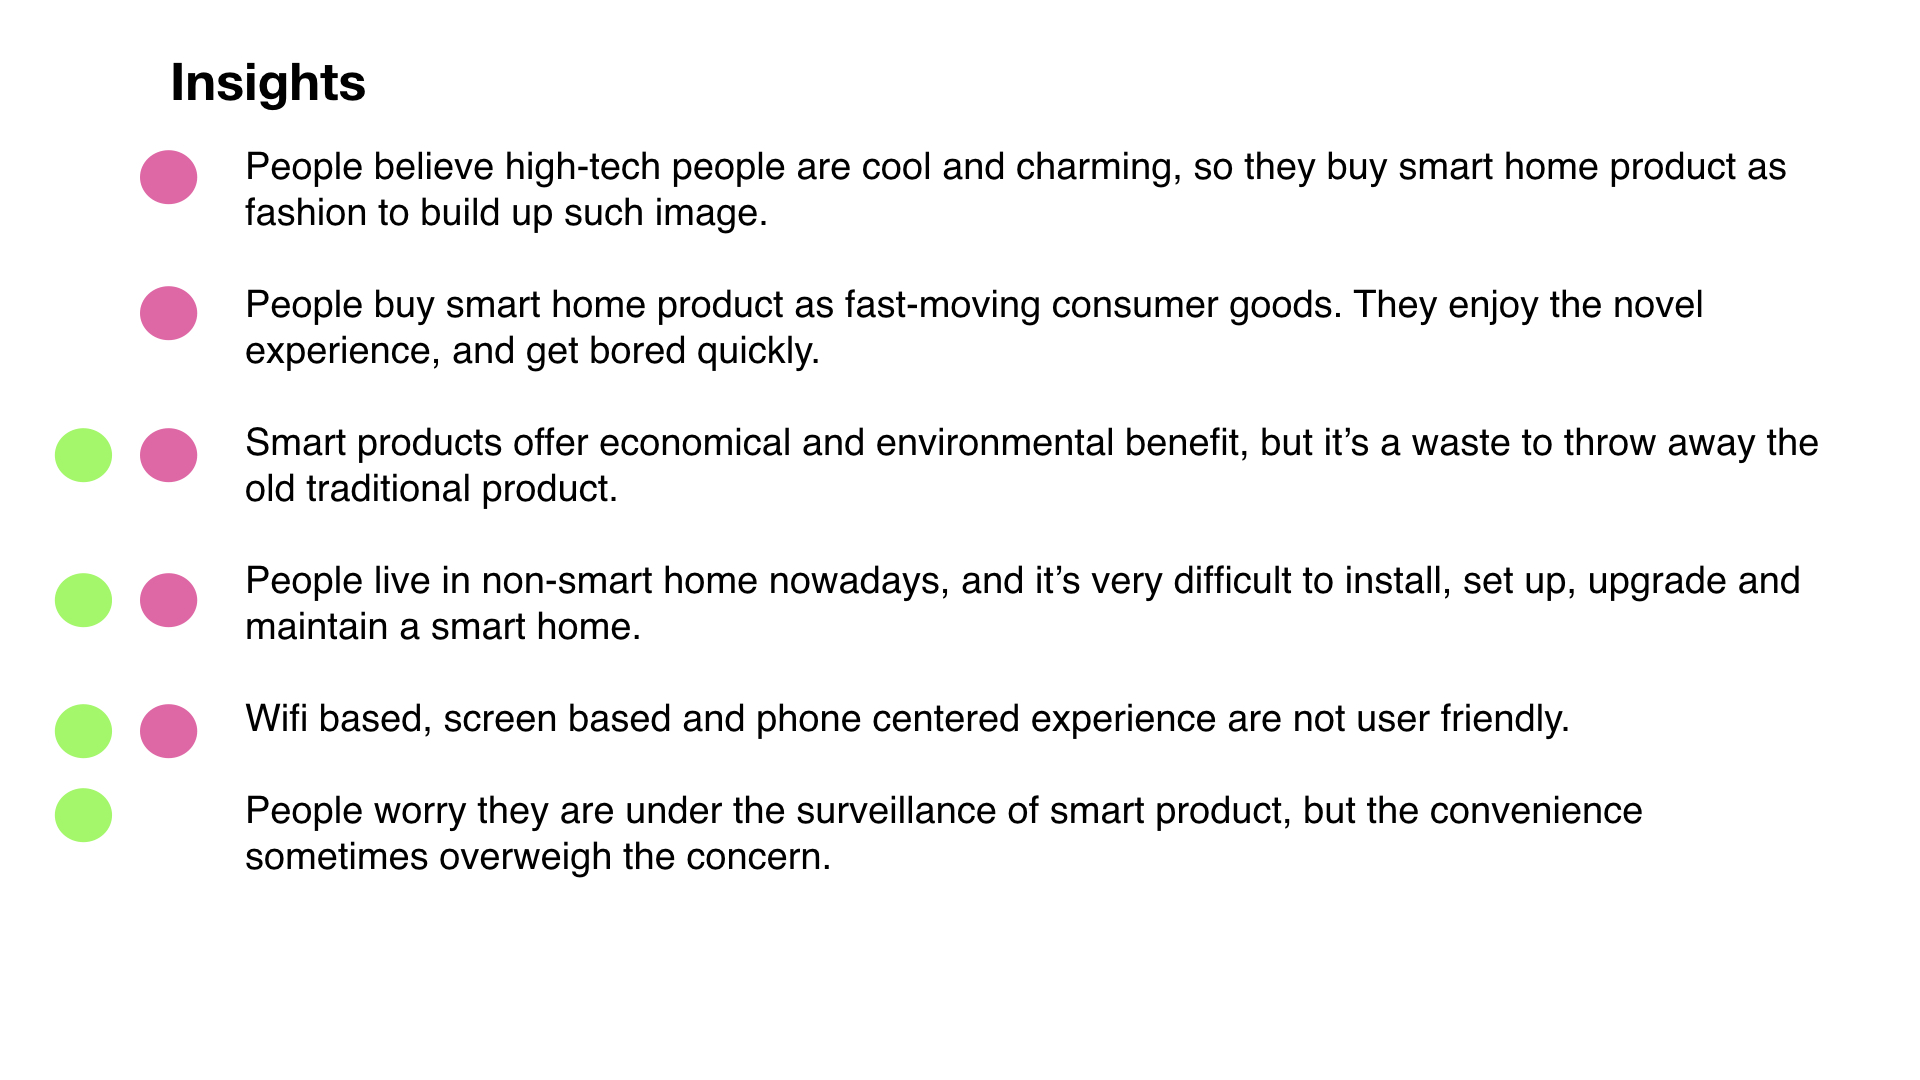 Insights
People believe high-tech people are cool and charming, so they buy smart home product as
fashion to build up such image.
People buy smart home product as fast-moving consumer goods. They enjoy the novel
experience, and get bored quickly.
Smart products offer economical and environmental benefit, but it’s a waste to throw away the
old traditional product.
People live in non-smart home nowadays, and it’s very difficult to install, set up, upgrade and
maintain a smart home.
Wifi based, screen based and phone centered experience are not user friendly.
People worry they are under the surveillance of smart product, but the convenience
sometimes overweigh the concern.